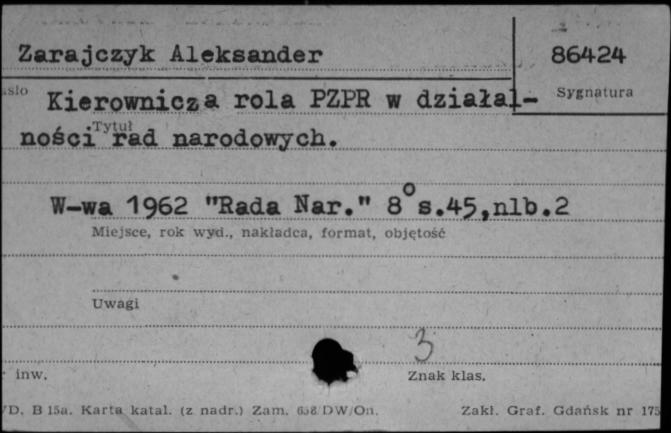 Zarajczyk Aleksander 86424
Sygnatura
Kierownicza rola PZPR w działal-
ności rad narodowych.
Tytuł
W-wa 1962 "Rada Nar." 8° s.45,nlb.2
Miejsce, rok wyd., nakładca, format, objętość
Uwagi
3
inw. Znak klas.
D. B 15a. Karta katal. (z nadr.) Zam. DW/On. Zakł. Graf. Gdańsk nr 175